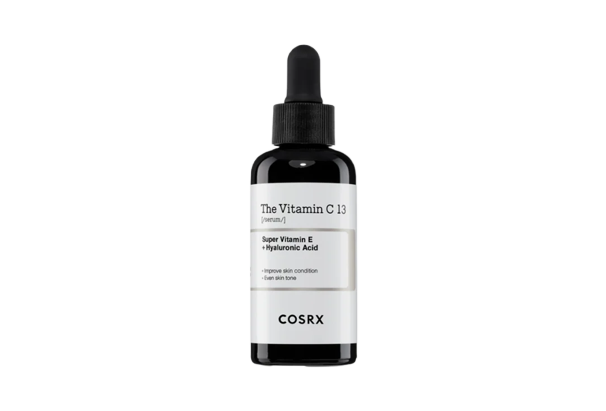 The Vitamin C 13
[/serum/]
Super Vitamin E
+ Hyaluronic Acid
• Improve skin condition
• Even skin tone
COSRX